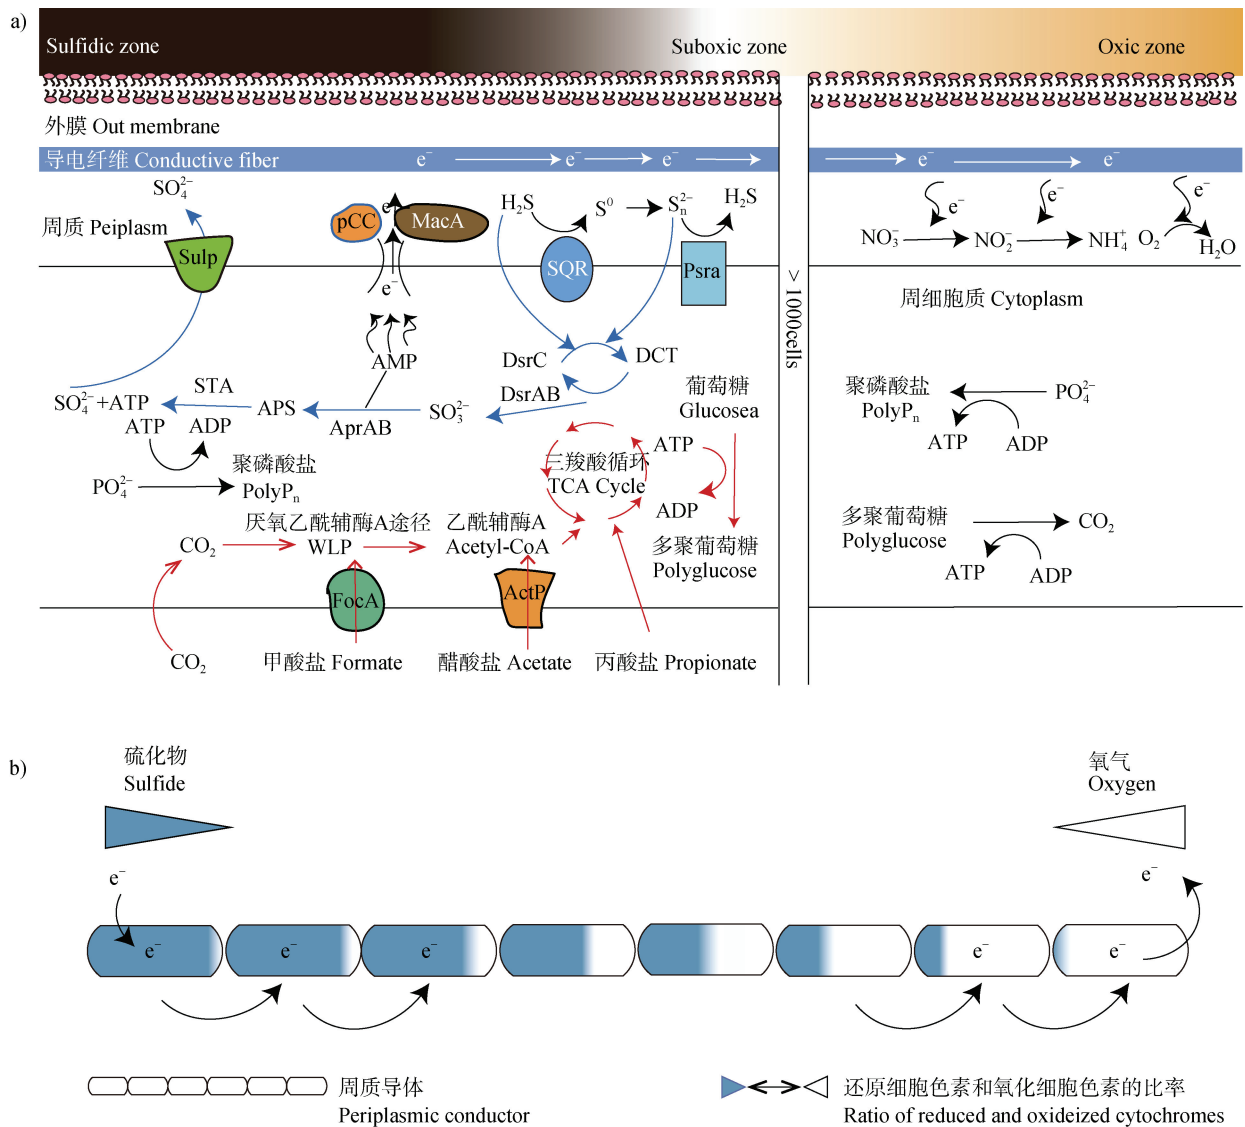 a)
Sulfidic zone
Suboxic zone
Oxic zone
外膜 Out membrane
导电纤维 Conductive fiber
e⁻
e⁻
e⁻
e⁻
e⁻
SO₄²⁻
周质 Peiplasm
Sulp
pCC
e⁻
MacA
H₂S
S⁰
Sₙ²⁻
H₂S
SQR
Psra
e⁻
e⁻
e⁻
e⁻
NO₃⁻
NO₂⁻
NH₄⁺
O₂
H₂O
> 1000cells
周细胞质 Cytoplasm
AMP
DsrC
DCT
DsrAB
STA
SO₄²⁻+ATP
APS
AprAB
SO₃²⁻
ATP
ADP
PO₄²⁻
聚磷酸盐
PolyPₙ
葡萄糖
Glucosea
ATP
ADP
三羧酸循环
TCA Cycle
多聚葡萄糖
Polyglucose
CO₂
厌氧乙酰辅酶A途径
WLP
乙酰辅酶A
Acetyl-CoA
FocA
ActP
CO₂
甲酸盐 Formate
醋酸盐 Acetate
丙酸盐 Propionate
聚磷酸盐
PolyPₙ
PO₄²⁻
ATP
ADP
多聚葡萄糖
Polyglucose
CO₂
ATP
ADP
b)
硫化物
Sulfide
氧气
Oxygen
e⁻
e⁻
e⁻
e⁻
e⁻
e⁻
e⁻
周质导体
Periplasmic conductor
还原细胞色素和氧化细胞色素的比率
Ratio of reduced and oxideized cytochromes